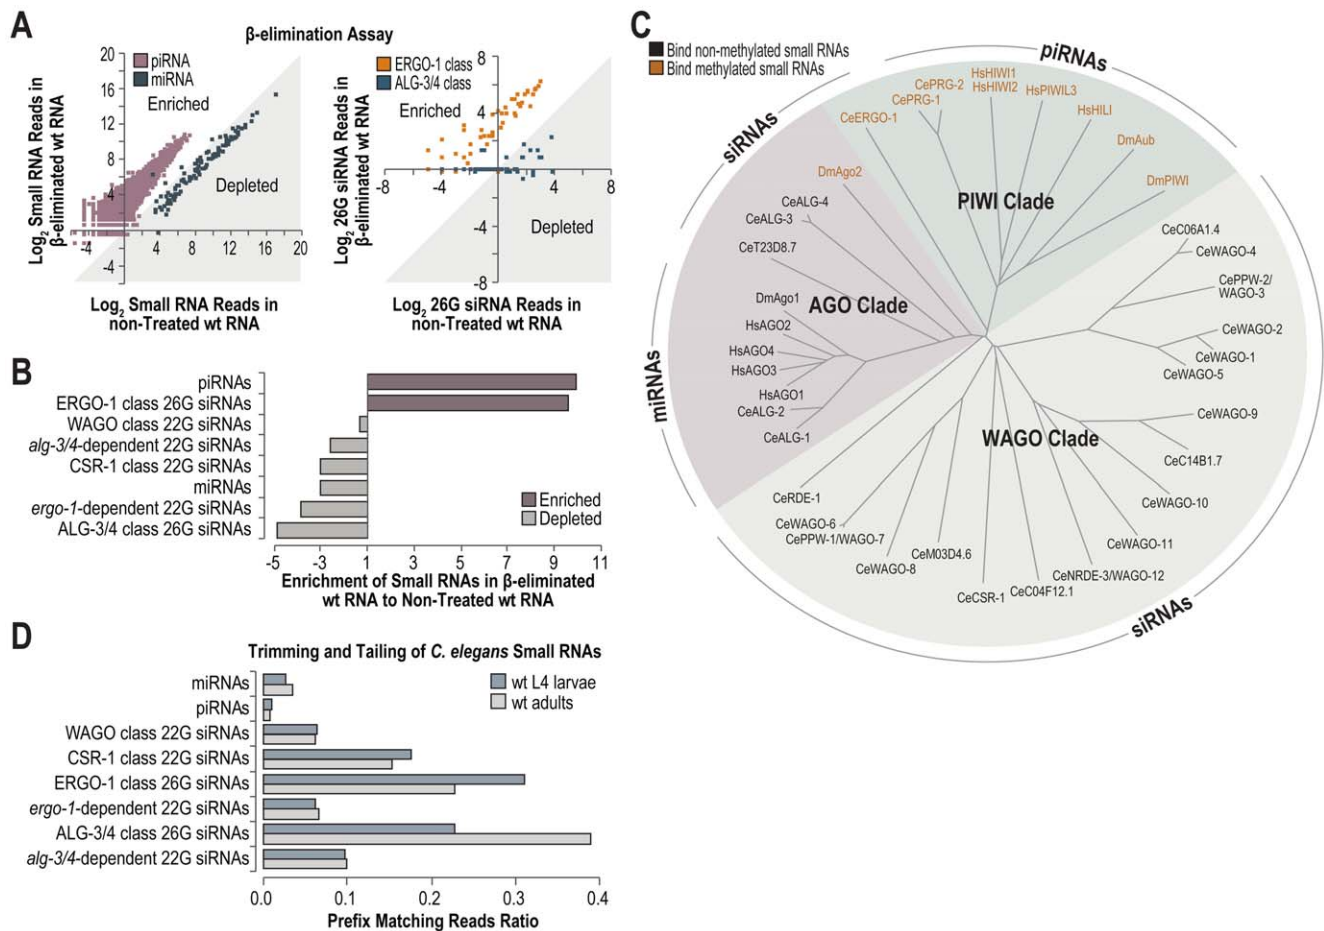 A
β-elimination Assay
Log2 Small RNA Reads in
β-eliminated wt RNA
20
16
12
8
4
-4
-4
4
8
12
16
20
piRNA
miRNA
Enriched
Depleted
Log2 Small RNA Reads in
non-Treated wt RNA
Log2 26G siRNA Reads in
β-eliminated wt RNA
8
4
-4
-8
-8
-4
4
8
ERGO-1 class
ALG-3/4 class
Enriched
Depleted
Log2 26G siRNA Reads in
non-Treated wt RNA
B
piRNAs
ERGO-1 class 26G siRNAs
WAGO class 22G siRNAs
alg-3/4-dependent 22G siRNAs
CSR-1 class 22G siRNAs
miRNAs
ergo-1-dependent 22G siRNAs
ALG-3/4 class 26G siRNAs
Enriched
Depleted
-5 -3 1 3 5 7 9 11
Enrichment of Small RNAs in β-eliminated
wt RNA to Non-Treated wt RNA
C
Bind non-methylated small RNAs
Bind methylated small RNAs
piRNAs
siRNAs
miRNAs
siRNAs
PIWI Clade
AGO Clade
WAGO Clade
CeERGO-1
CePRG-1
CePRG-2
HsHIWI1
HsHIWI2
HsPIWIL3
HsHILI
DmAub
DmPIWI
DmAgo2
CeALG-4
CeALG-3
CeT23D8.7
DmAgo1
HsAGO2
HsAGO4
HsAGO3
HsAGO1
CeALG-2
CeALG-1
CeC06A1.4
CeWAGO-4
CePPW-2/
WAGO-3
CeWAGO-2
CeWAGO-1
CeWAGO-5
CeWAGO-9
CeC14B1.7
CeWAGO-10
CeWAGO-11
CeNRDE-3/WAGO-12
CeC04F12.1
CeCSR-1
CeM03D4.6
CeWAGO-8
CePPW-1/WAGO-7
CeWAGO-6
CeRDE-1
D
Trimming and Tailing of C. elegans Small RNAs
wt L4 larvae
wt adults
miRNAs
piRNAs
WAGO class 22G siRNAs
CSR-1 class 22G siRNAs
ERGO-1 class 26G siRNAs
ergo-1-dependent 22G siRNAs
ALG-3/4 class 26G siRNAs
alg-3/4-dependent 22G siRNAs
0.0 0.1 0.2 0.3 0.4
Prefix Matching Reads Ratio